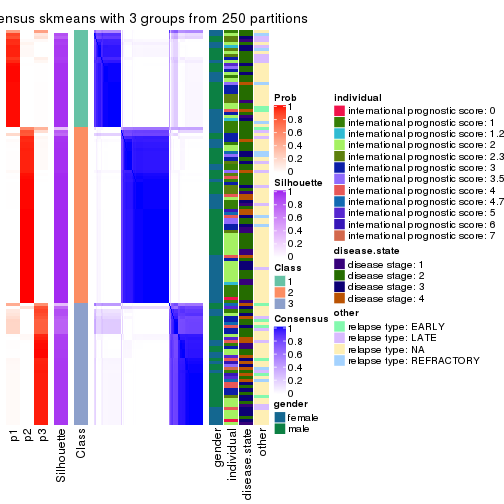 ensus skmeans with 3 groups from 250 partitions
Prob
1
0.8
0.6
0.4
0.2
0
Silhouette
1
0.8
0.6
0.4
0.2
0
Class
1
2
3
Consensus
1
0.8
0.6
0.4
0.2
0
gender
female
male
individual
international prognostic score: 0
international prognostic score: 1
international prognostic score: 1.2
international prognostic score: 2
international prognostic score: 2.3
international prognostic score: 3
international prognostic score: 3.5
international prognostic score: 4
international prognostic score: 4.7
international prognostic score: 5
international prognostic score: 6
international prognostic score: 7
disease.state
disease stage: 1
disease stage: 2
disease stage: 3
disease stage: 4
other
relapse type: EARLY
relapse type: LATE
relapse type: NA
relapse type: REFRACTORY
p1
p2
p3
Silhouette
Class
gender
individual
disease.state
other